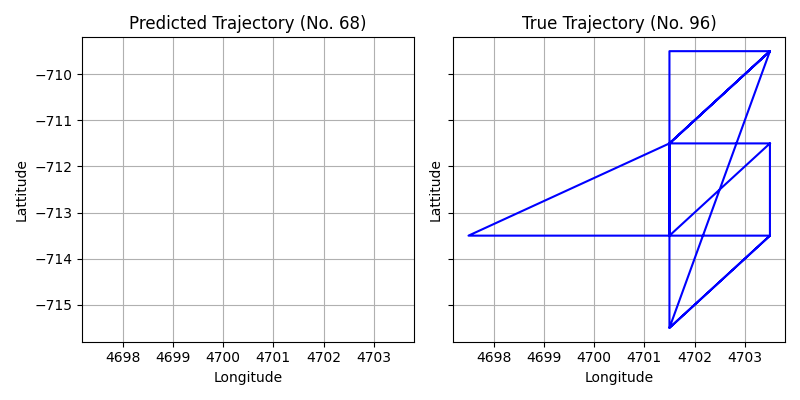 Predicted Trajectory (No. 68)
True Trajectory (No. 96)
−710
−711
−712
−713
−714
−715
Lattitude
Lattitude
4698 4699 4700 4701 4702 4703
4698 4699 4700 4701 4702 4703
Longitude
Longitude